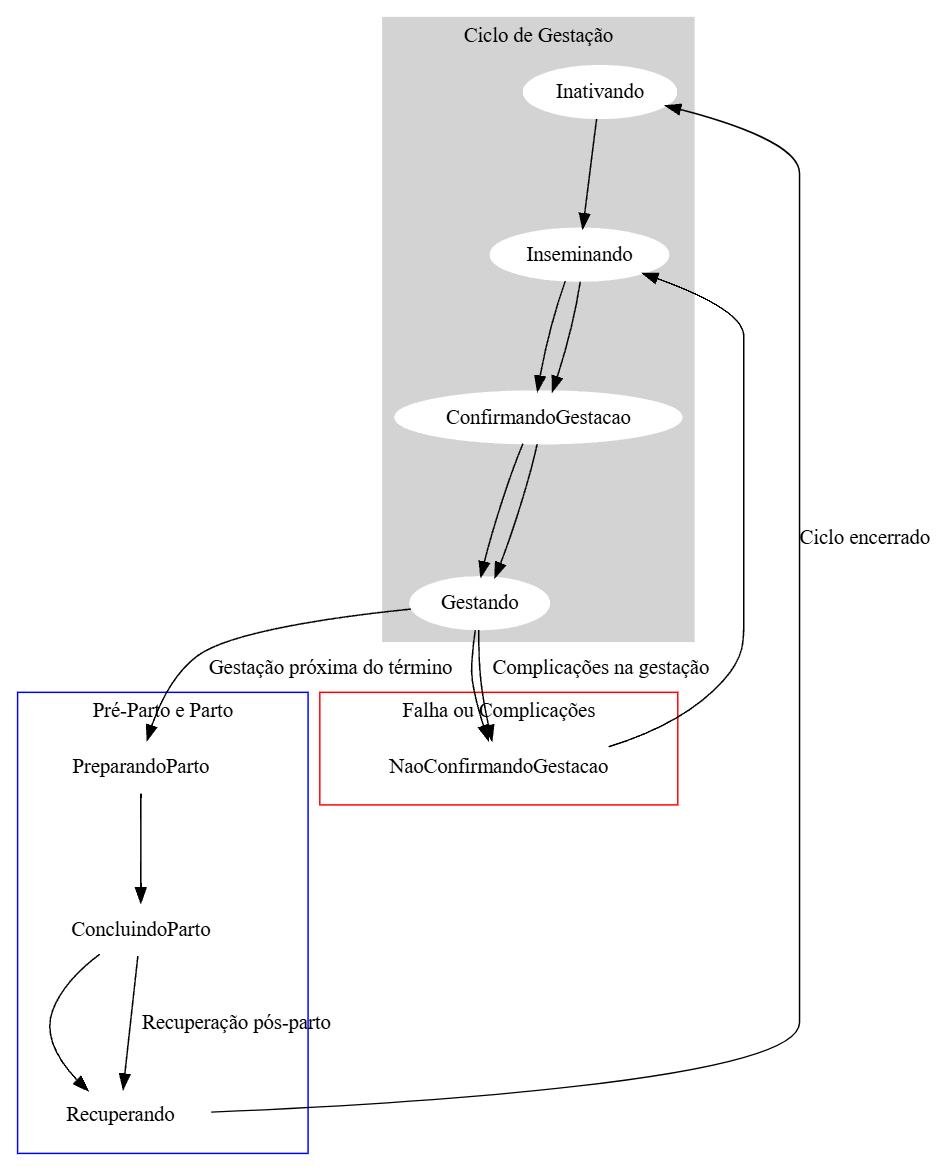 Ciclo de Gestação
Inativando
Inseminando
ConfirmandoGestacao
Ciclo encerrado
Gestando
Gestação próxima do término
Complicações na gestação
Pré-Parto e Parto
Falha ou Complicações
PreparandoParto
NaoConfirmandoGestacao
ConcluindoParto
Recuperação pós-parto
Recuperando